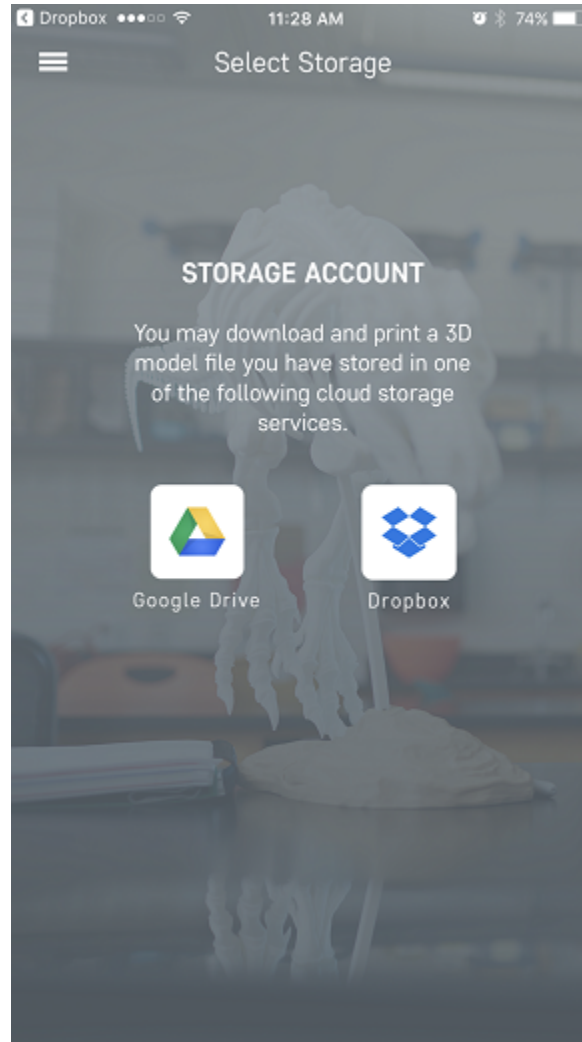 Dropbox 11:28 AM 74%
Select Storage
STORAGE ACCOUNT
You may download and print a 3D
model file you have stored in one
of the following cloud storage
services.
Google Drive Dropbox